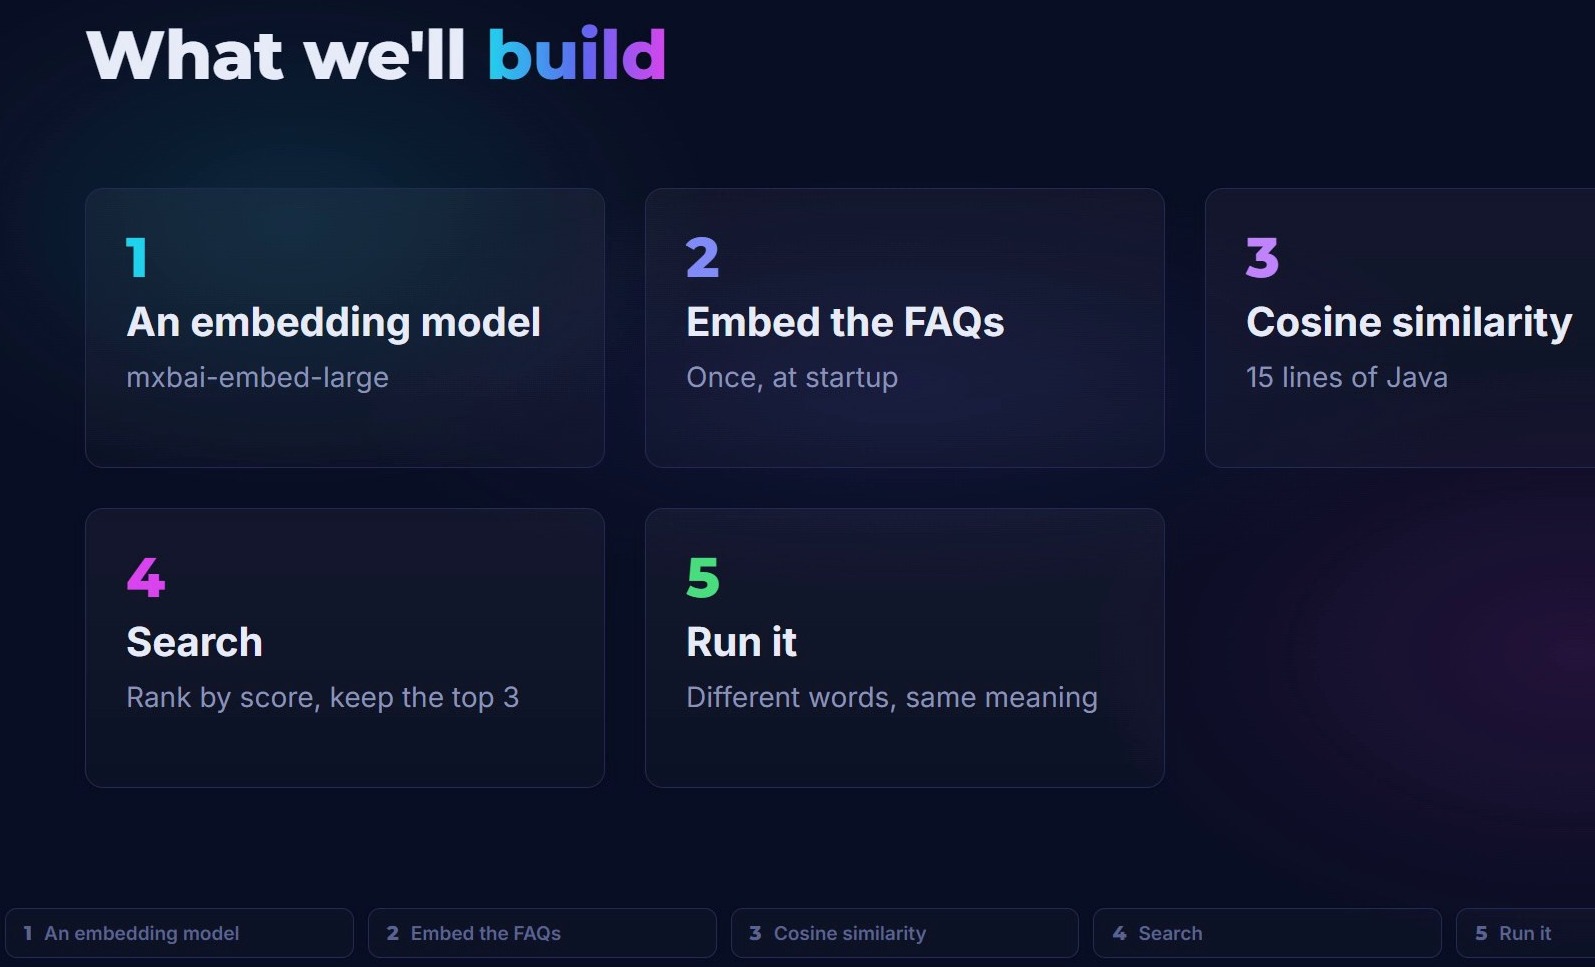 What we'll build
1
An embedding model
mxbai-embed-large
2
Embed the FAQs
Once, at startup
3
Cosine similarity
15 lines of Java
4
Search
Rank by score, keep the top 3
5
Run it
Different words, same meaning
1 An embedding model
2 Embed the FAQs
3 Cosine similarity
4 Search
5 Run it